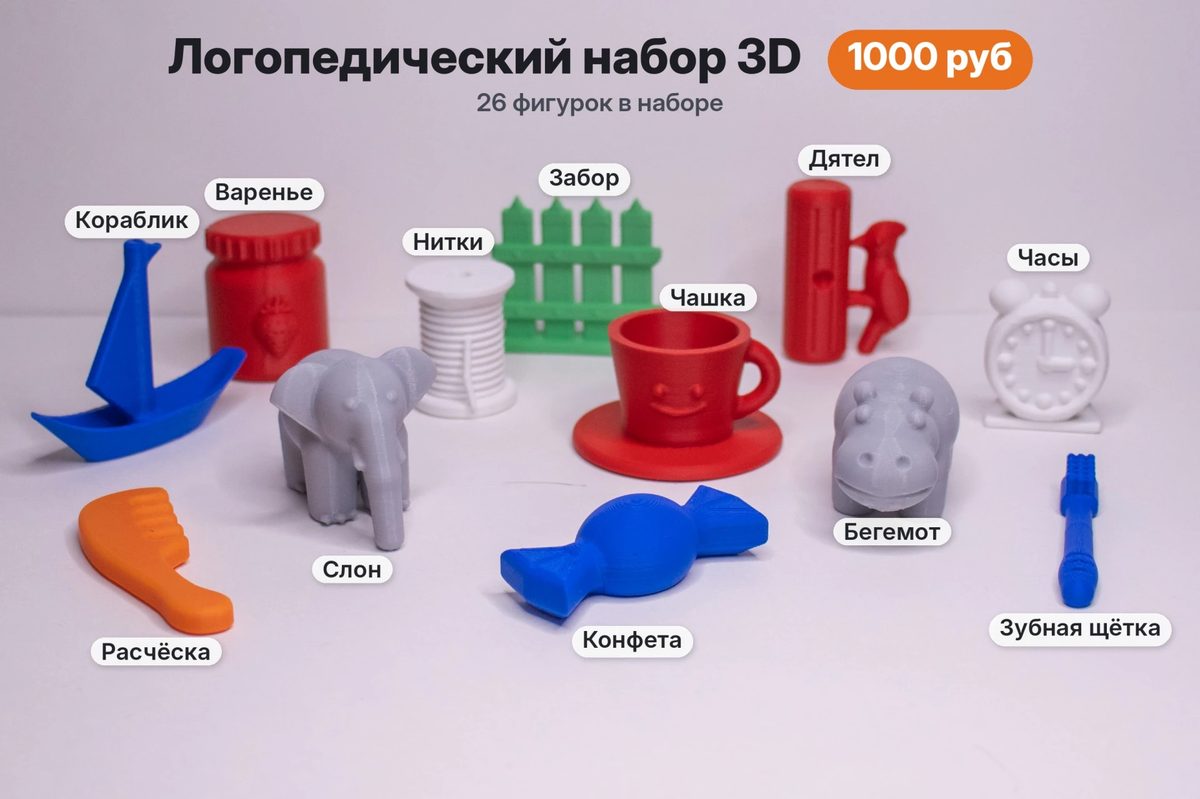 Логопедический набор 3D
1000 руб
26 фигурок в наборе
Дятел
Забор
Варенье
Кораблик
Нитки
Часы
Чашка
Бегемот
Слон
Зубная щётка
Конфета
Расчёска